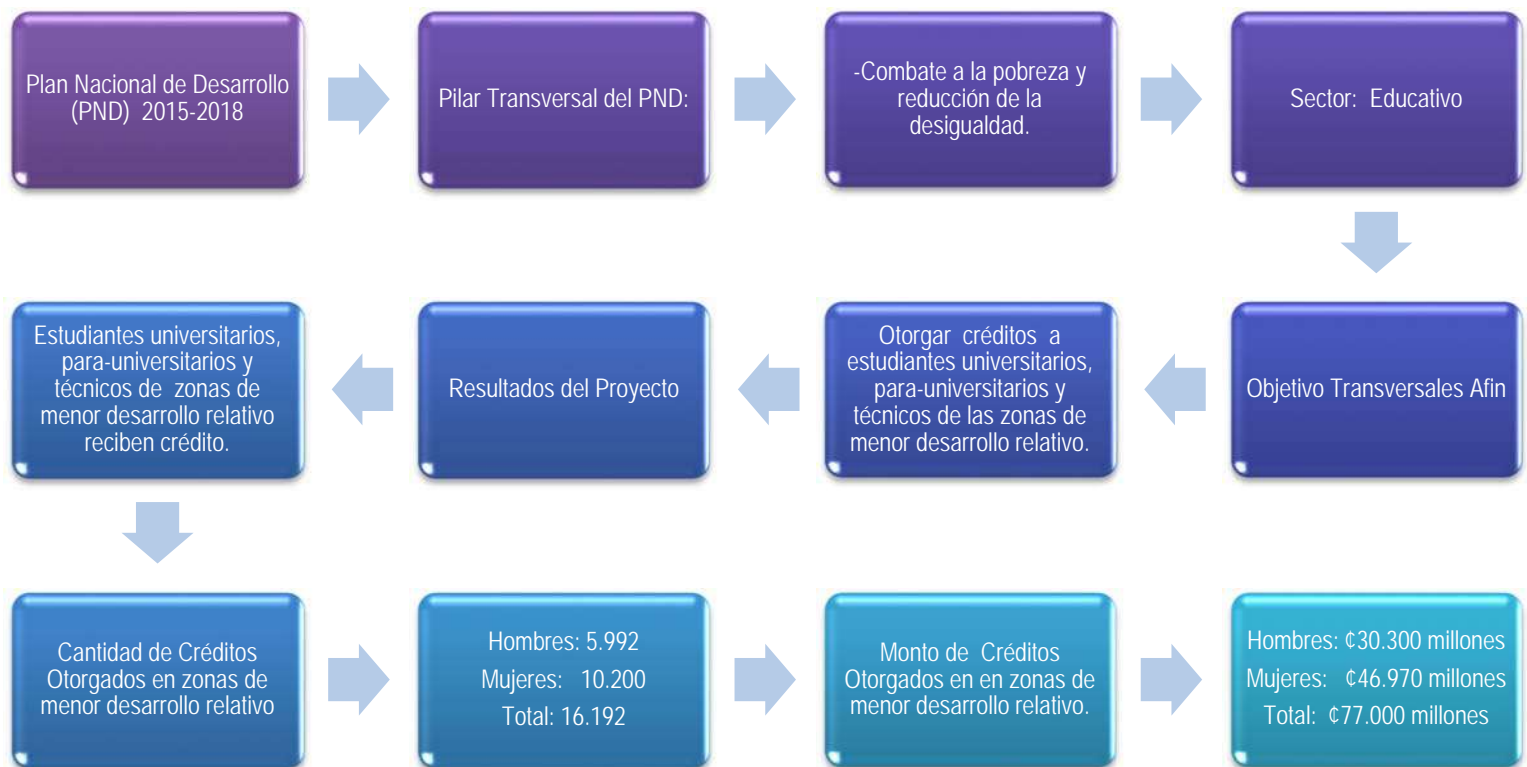 Plan Nacional de Desarrollo
(PND) 2015-2018
Pilar Transversal del PND:
-Combate a la pobreza y
reducción de la
desigualdad.
Sector: Educativo
Objetivo Transversales Afin
Otorgar créditos a
estudiantes universitarios,
para-universitarios y
técnicos de las zonas de
menor desarrollo relativo.
Resultados del Proyecto
Estudiantes universitarios,
para-universitarios y
técnicos de zonas de
menor desarrollo relativo
reciben crédito.
Cantidad de Créditos
Otorgados en zonas de
menor desarrollo relativo
Hombres: 5.992
Mujeres: 10.200
Total: 16.192
Monto de Créditos
Otorgados en en zonas de
menor desarrollo relativo.
Hombres: ¢30.300 millones
Mujeres: ¢46.970 millones
Total: ¢77.000 millones